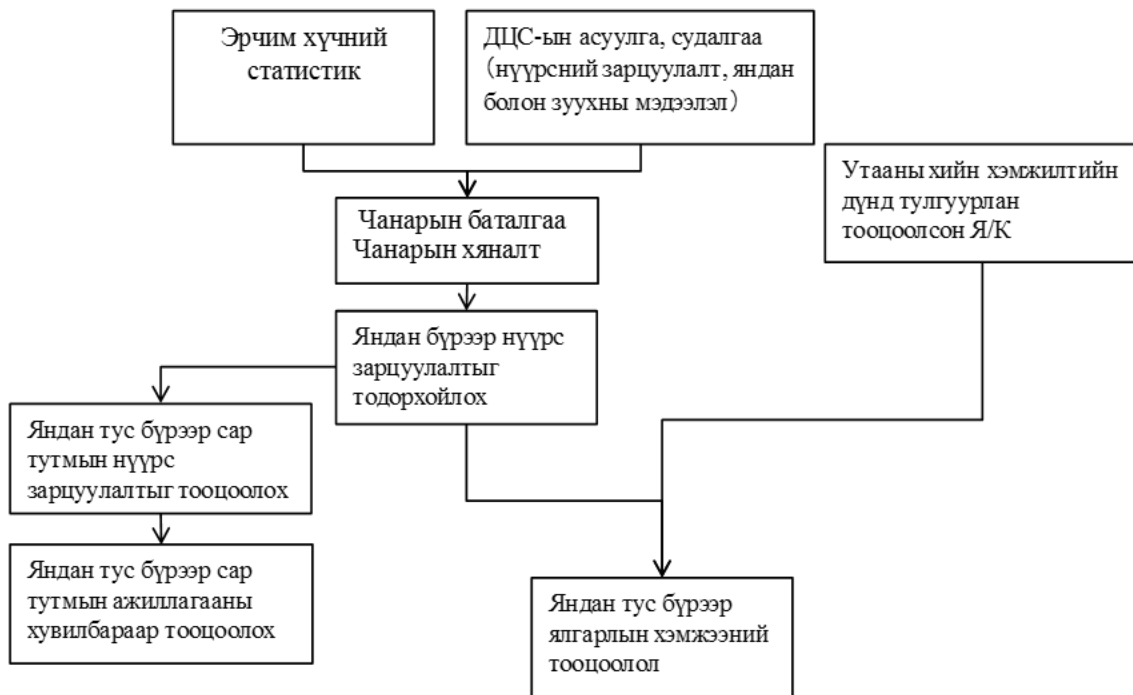 Эрчим хүчний
статистик
ДЦС-ын асуулга, судалгаа
（нүүрсний зарцуулалт, яндан
болон зуухны мэдээлэл）
Утааны хийн хэмжилтийн
дүнд тулгуурлан
тооцоолсон Я/К
Чанарын баталгаа
Чанарын хяналт
Яндан бүрээр нүүрс
зарцуулалтыг
тодорхойлох
Яндан тус бүрээр сар
тутмын нүүрс
зарцуулалтыг тооцоолох
Яндан тус бүрээр сар
тутмын ажиллагааны
хувилбараар тооцоолох
Яндан тус бүрээр
ялгарлын хэмжээний
тооцоолол